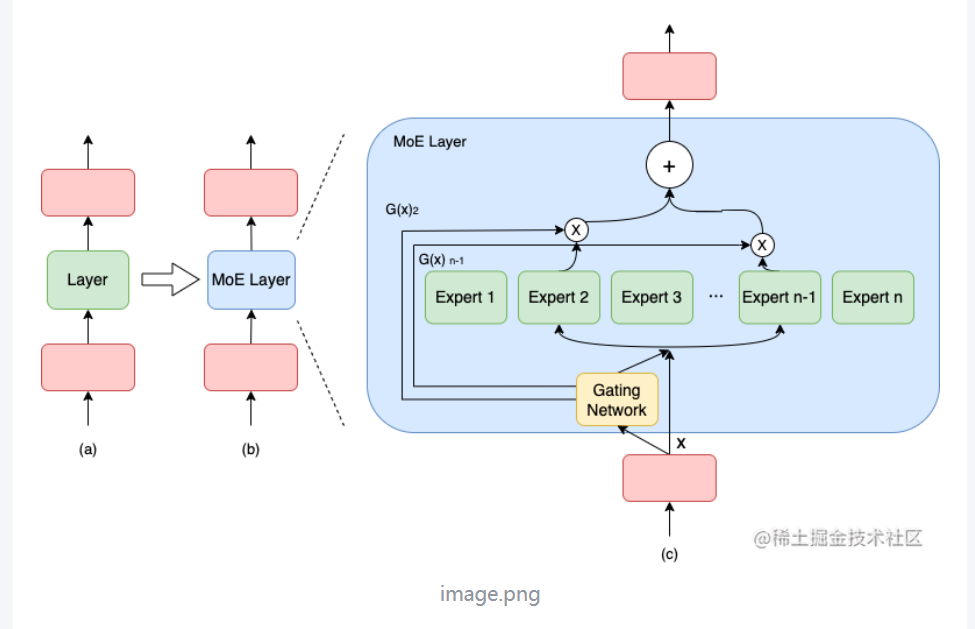 MoE Layer
G(x)2
Layer
MoE Layer
X
X
+
G(x) n-1
Expert 1
Expert 2
Expert 3
...
Expert n-1
Expert n
Gating
Network
X
(a)
(b)
(c)
@稀土掘金技术社区
image.png